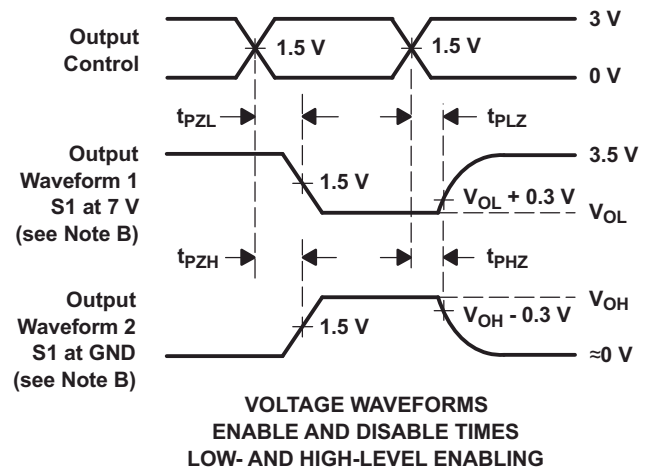 Output
Control
1.5 V
1.5 V
3 V
0 V
tPZL
tPLZ
Output
Waveform 1
S1 at 7 V
(see Note B)
1.5 V
3.5 V
VOL + 0.3 V
VOL
tPZH
tPHZ
Output
Waveform 2
S1 at GND
(see Note B)
1.5 V
VOH
VOH - 0.3 V
≈0 V
VOLTAGE WAVEFORMS
ENABLE AND DISABLE TIMES
LOW- AND HIGH-LEVEL ENABLING